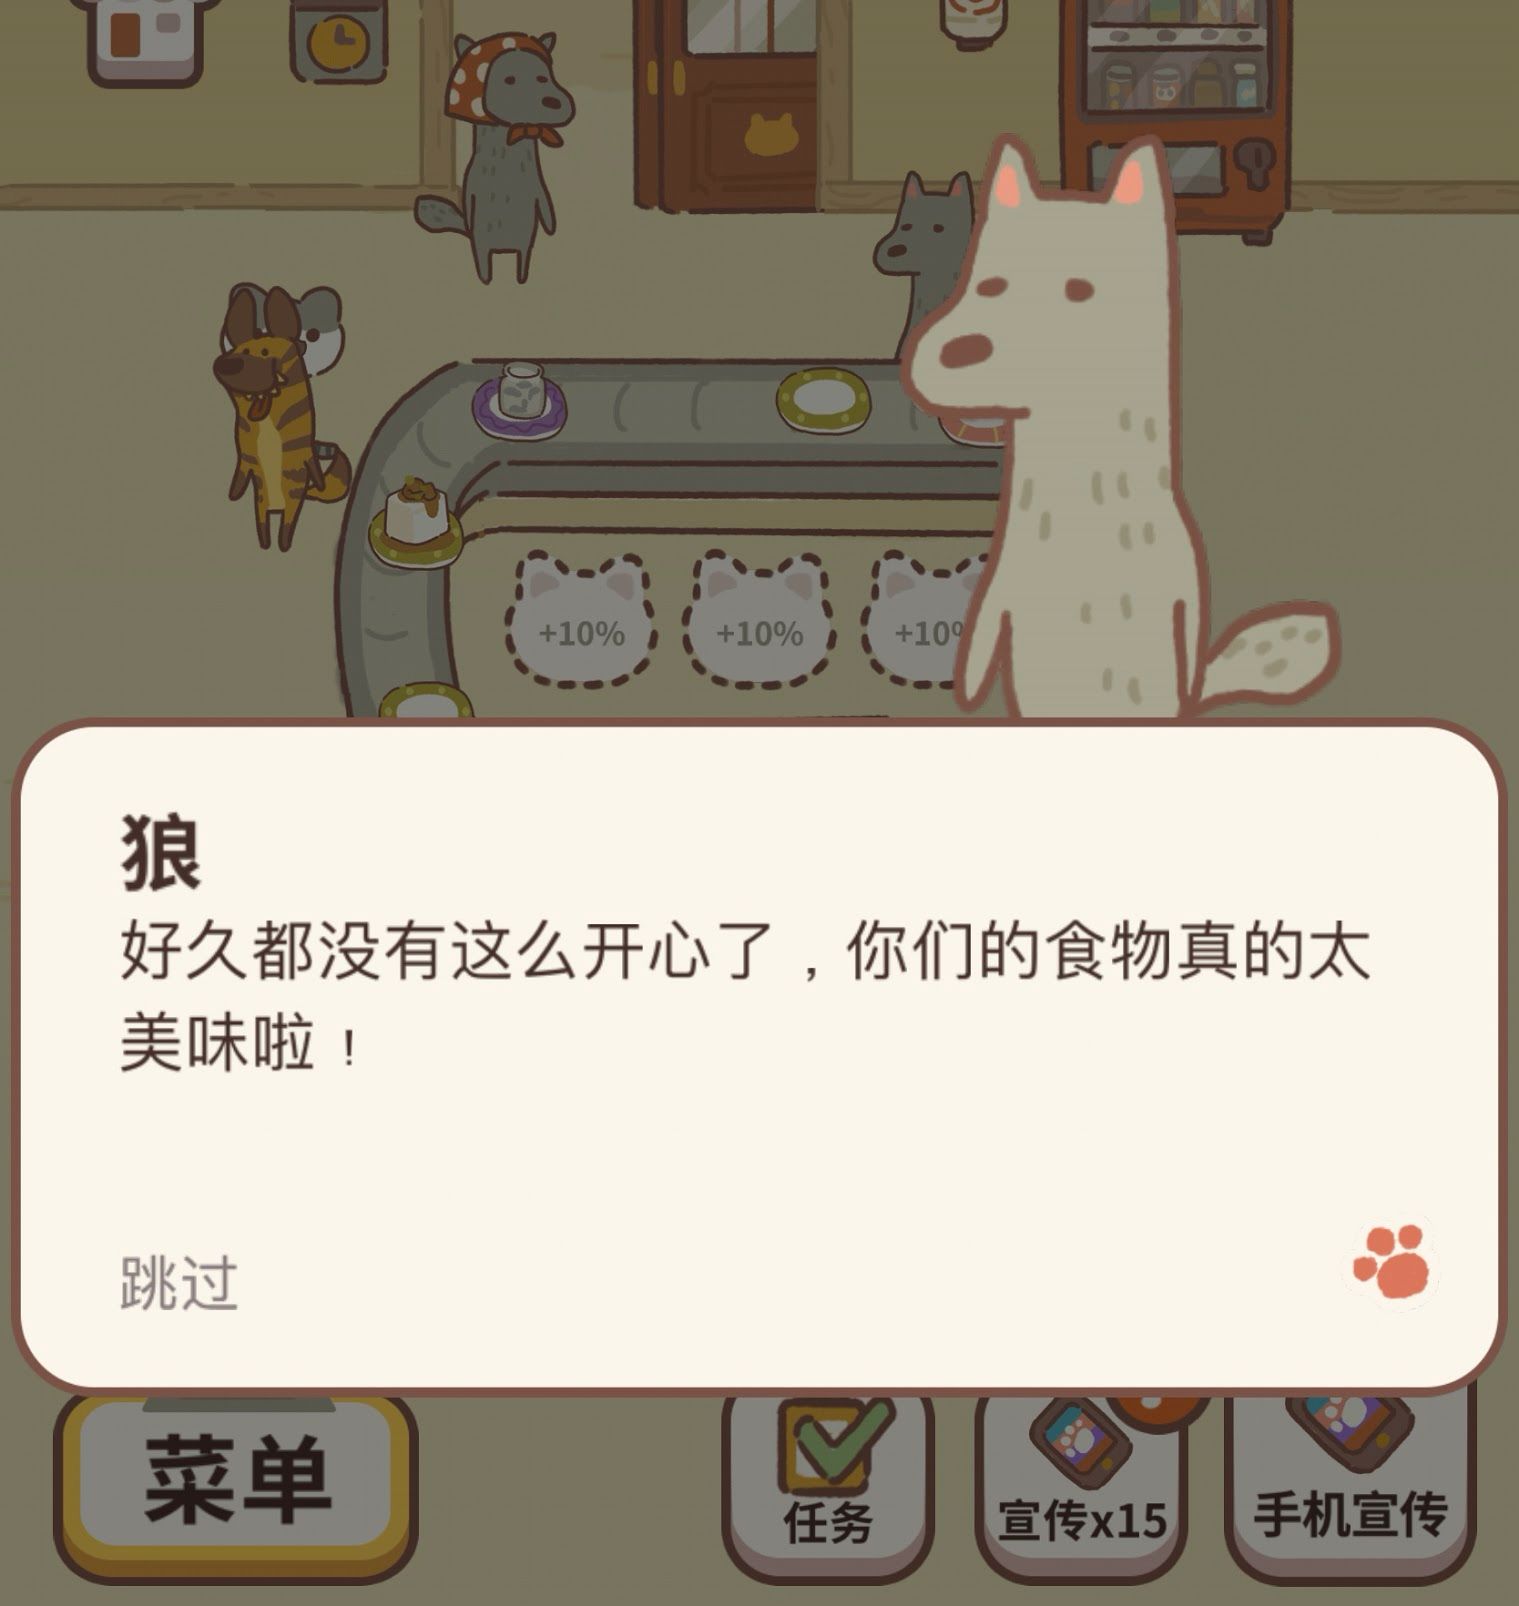 +10%
+10%
+10%
狼
好久都没有这么开心了，你们的食物真的太
美味啦！
跳过
菜单
任务
宣传x15
手机宣传